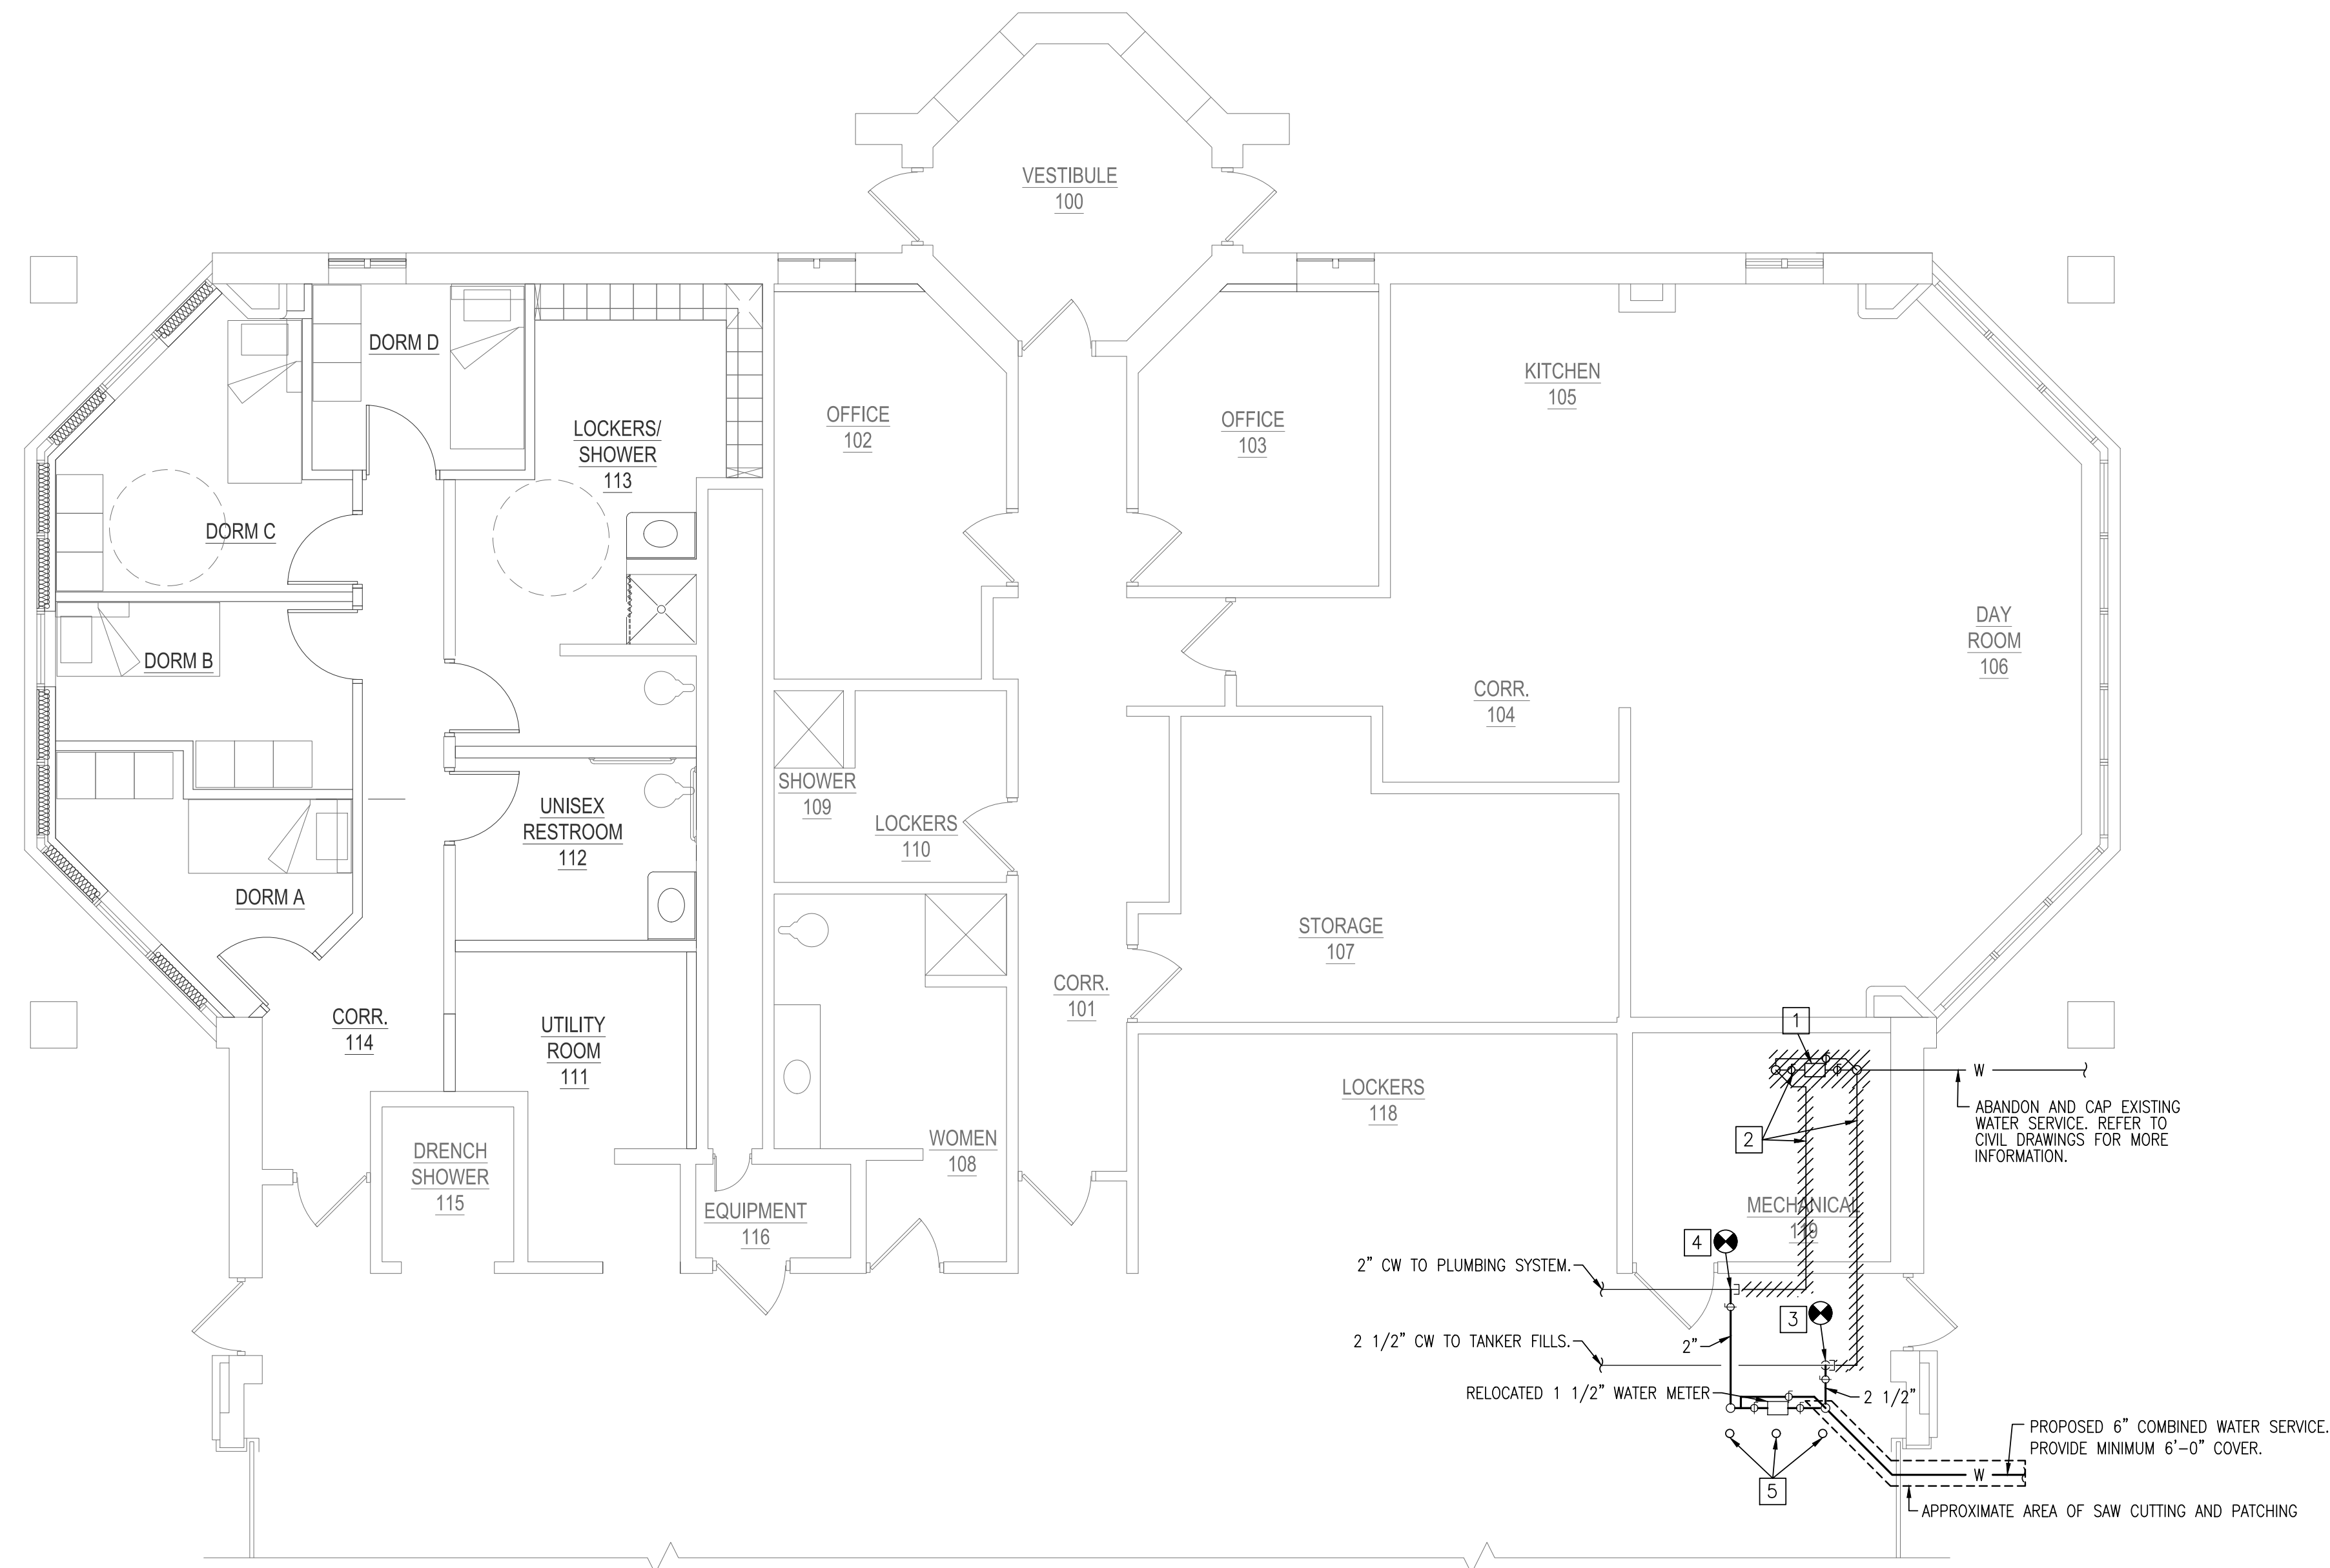 VESTIBULE
100
DORM D
LOCKERS/
SHOWER
113
OFFICE
102
OFFICE
103
KITCHEN
105
DORM C
DORM B
DAY
ROOM
106
CORR.
104
SHOWER
109
LOCKERS
110
UNISEX
RESTROOM
112
DORM A
STORAGE
107
CORR.
101
CORR.
114
UTILITY
ROOM
111
1
W
LOCKERS
118
ABANDON AND CAP EXISTING
WATER SERVICE. REFER TO
CIVIL DRAWINGS FOR MORE
INFORMATION.
2
WOMEN
108
DRENCH
SHOWER
115
EQUIPMENT
116
MECHANICAL
119
4
2" CW TO PLUMBING SYSTEM.
3
2 1/2" CW TO TANKER FILLS.
2"
RELOCATED 1 1/2" WATER METER
2 1/2"
PROPOSED 6" COMBINED WATER SERVICE.
PROVIDE MINIMUM 6'-0" COVER.
W
5
APPROXIMATE AREA OF SAW CUTTING AND PATCHING